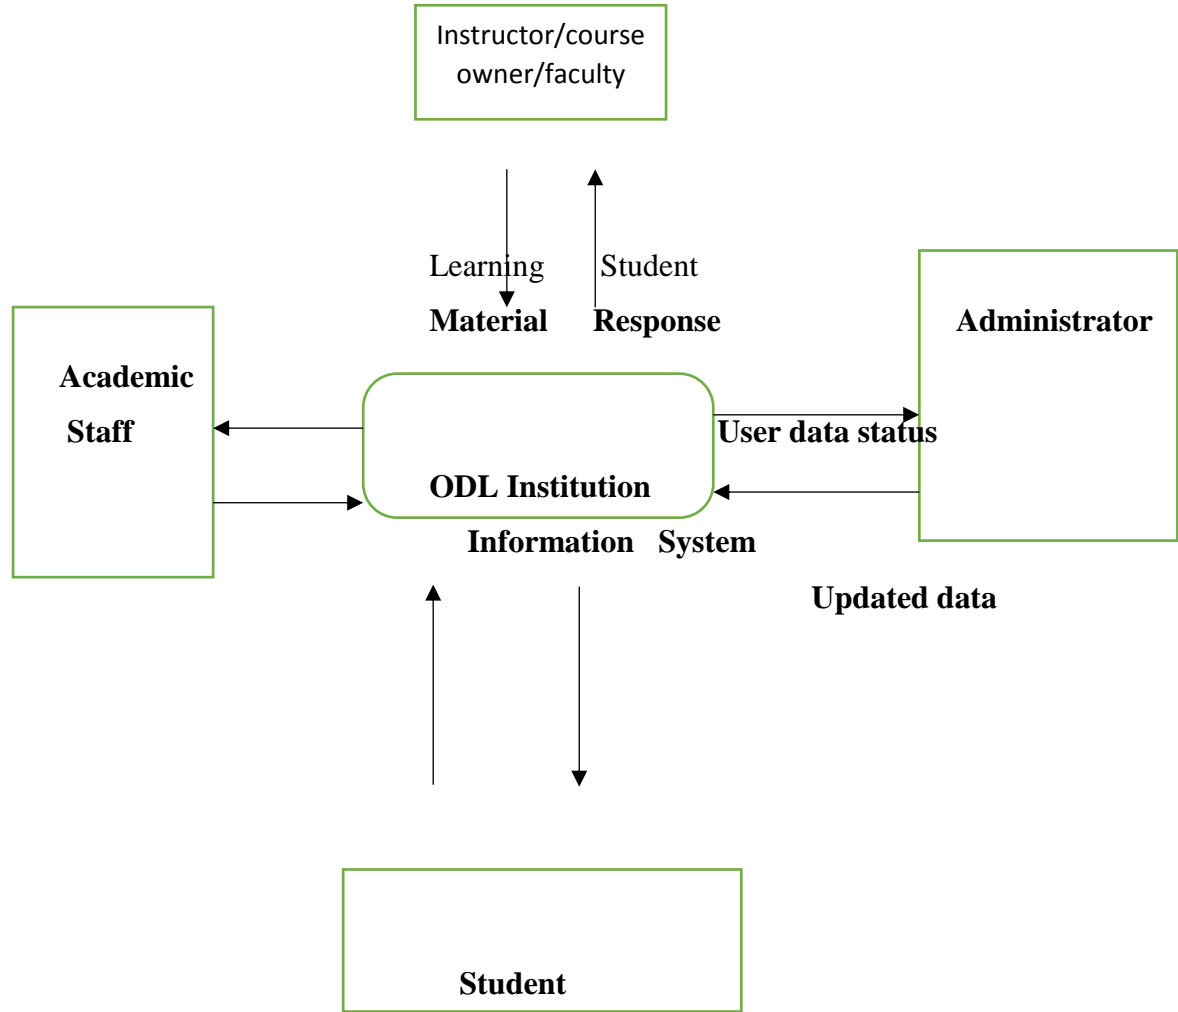 Instructor/course
owner/faculty
Learning Student
Material Response
Administrator
Academic
Staff
User data status
ODL Institution
Information System
Updated data
Student